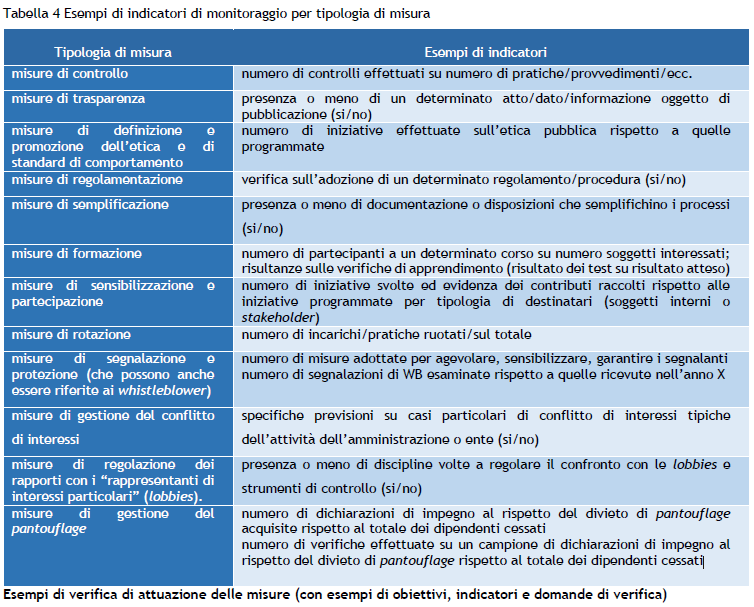 Tabella 4 Esempi di indicatori di monitoraggio per tipologia di misura
Tipologia di misura
Esempi di indicatori
misure di controllo
numero di controlli effettuati su numero di pratiche/provvedimenti/ecc.
misure di trasparenza
presenza o meno di un determinato atto/dato/informazione oggetto di
pubblicazione (si/no)
misure di definizione e
promozione dell'etica e di
standard di comportamento
numero di iniziative effettuate sull'etica pubblica rispetto a quelle
programmate
misure di regolamentazione
verifica sull'adozione di un determinato regolamento/procedura (si/no)
misure di semplificazione
presenza o meno di documentazione o disposizioni che semplifichino i processi
(si/no)
misure di formazione
numero di partecipanti a un determinato corso su numero soggetti interessati;
risultanze sulle verifiche di apprendimento (risultato dei test su risultato atteso)
misure di sensibilizzazione e
partecipazione
numero di iniziative svolte ed evidenza dei contributi raccolti rispetto alle
iniziative programmate per tipologia di destinatari (soggetti interni o
stakeholder)
misure di rotazione
numero di incarichi/pratiche ruotati/sul totale
misure di segnalazione e
protezione (che possono anche
essere riferite ai whistleblower)
numero di misure adottate per agevolare, sensibilizzare, garantire i segnalanti
numero di segnalazioni di WB esaminate rispetto a quelle ricevute nell'anno X
misure di gestione del conflitto
di interessi
specifiche previsioni su casi particolari di conflitto di interessi tipiche
dell'attività dell'amministrazione o ente (si/no)
misure di regolazione dei
rapporti con i "rappresentanti di
interessi particolari" (lobbies).
presenza o meno di discipline volte a regolare il confronto con le lobbies e
strumenti di controllo (si/no)
misure di gestione del
pantouflage
numero di dichiarazioni di impegno al rispetto del divieto di pantouflage
acquisite rispetto al totale dei dipendenti cessati
numero di verifiche effettuate su un campione di dichiarazioni di impegno al
rispetto del divieto di pantouflage rispetto al totale dei dipendenti cessati
Esempi di verifica di attuazione delle misure (con esempi di obiettivi, indicatori e domande di verifica)